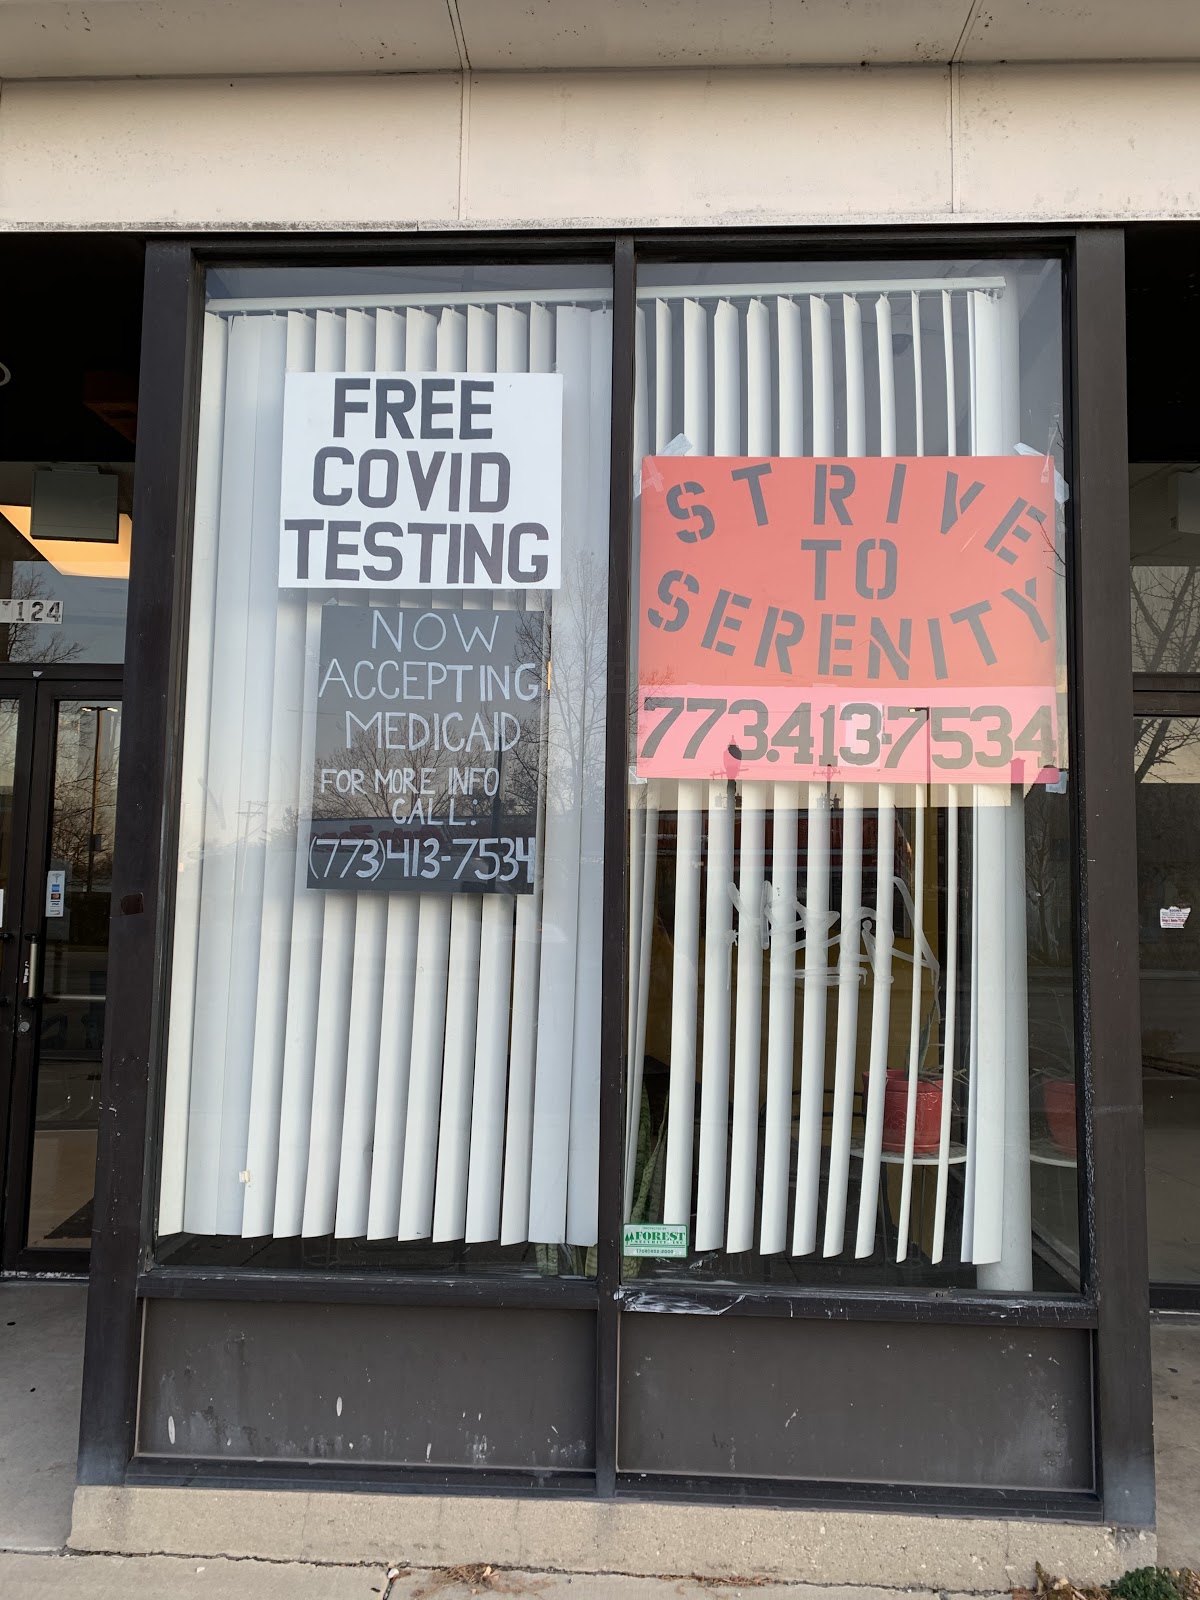 FREE
COVID
TESTING
NOW
ACCEPTING
MEDICAID
FOR MORE INFO
CALL:
(773)413-7534
STRIVE
TO
SERENITY
773.413-7534
124
FOREST